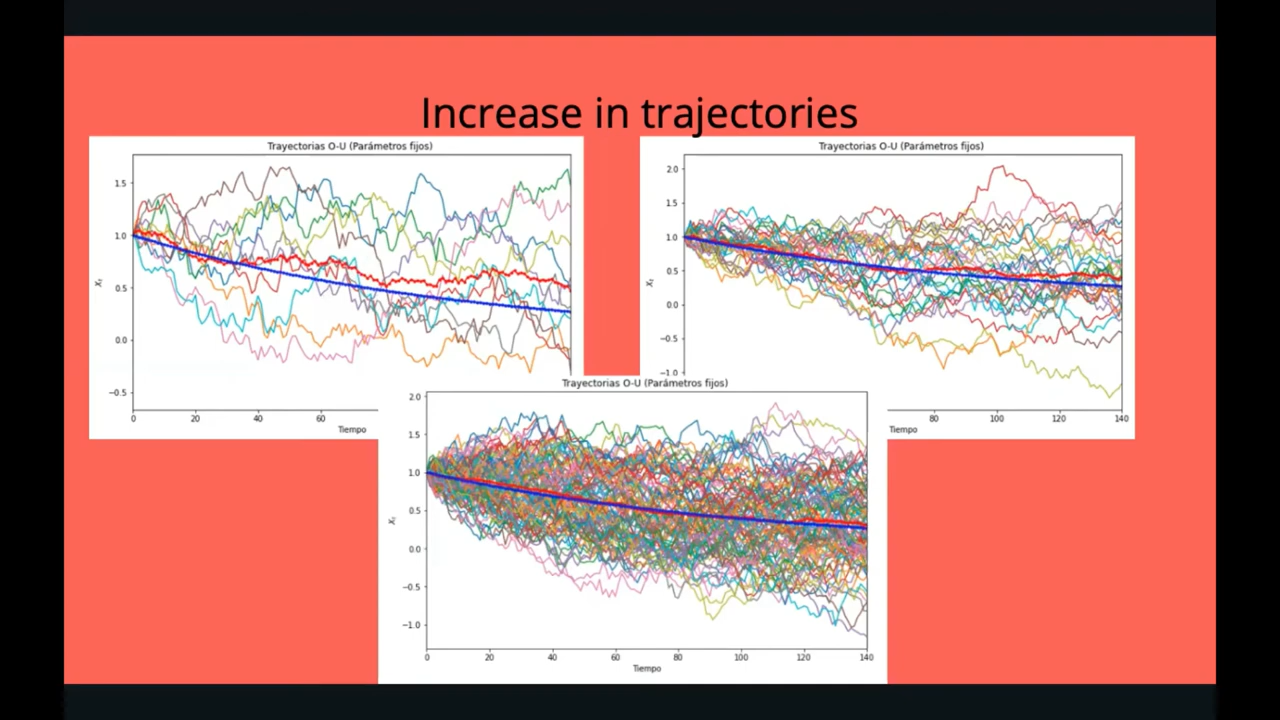 Increase in trajectories
Trayectorias O-U (Parámetros fijos)
1.5
1.0
0.5
0.0
−0.5
Xₜ
0 20 40 60
Tiempo
Trayectorias O-U (Parámetros fijos)
2.0
1.5
1.0
0.5
0.0
−0.5
−1.0
Xₜ
80 100 120 140
Tiempo
Trayectorias O-U (Parámetros fijos)
2.0
1.5
1.0
0.5
0.0
−0.5
−1.0
Xₜ
0 20 40 60 80 100 120 140
Tiempo